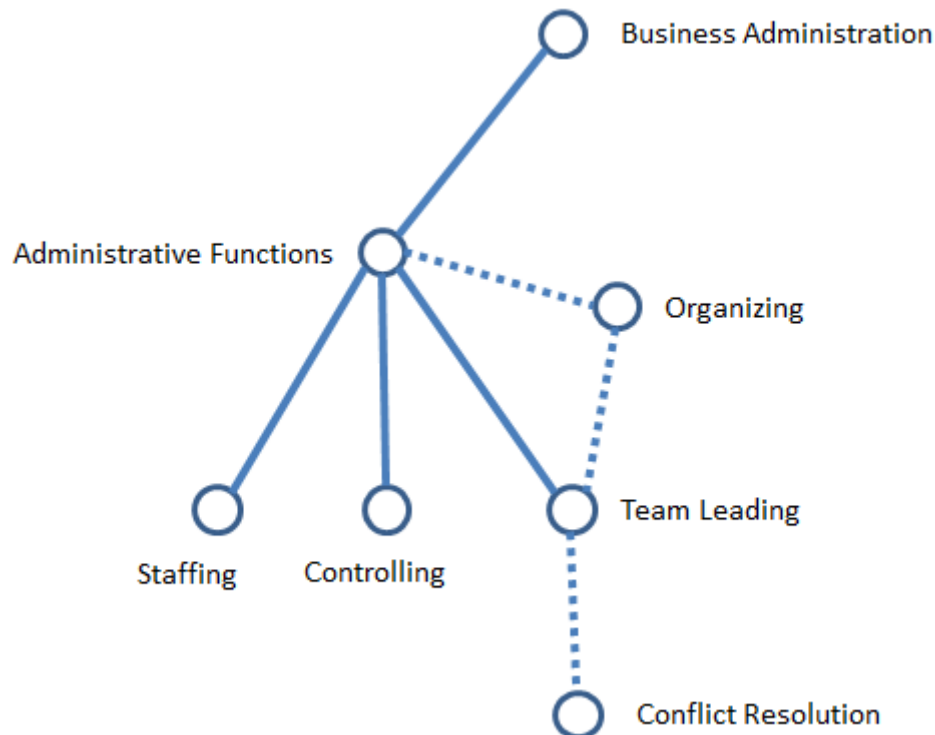 Business Administration
Administrative Functions
Organizing
Team Leading
Staffing
Controlling
Conflict Resolution